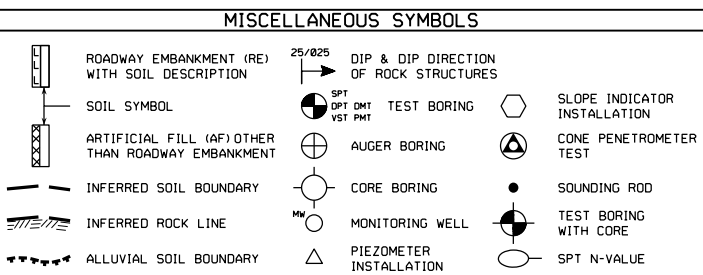 MISCELLANEOUS SYMBOLS
ROADWAY EMBANKMENT (RE)
WITH SOIL DESCRIPTION
SOIL SYMBOL
ARTIFICIAL FILL (AF) OTHER
THAN ROADWAY EMBANKMENT
INFERRED SOIL BOUNDARY
INFERRED ROCK LINE
ALLUVIAL SOIL BOUNDARY
25/025
DIP & DIP DIRECTION
OF ROCK STRUCTURES
SPT
DPT DMT
VST PMT
TEST BORING
AUGER BORING
CORE BORING
MW
MONITORING WELL
PIEZOMETER
INSTALLATION
SLOPE INDICATOR
INSTALLATION
CONE PENETROMETER
TEST
SOUNDING ROD
TEST BORING
WITH CORE
SPT N-VALUE